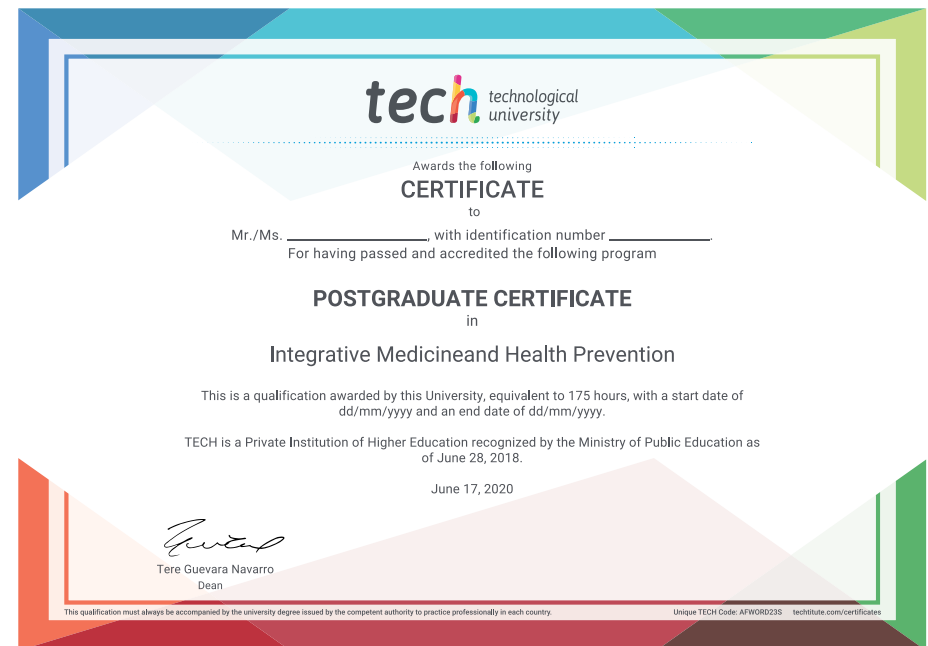 tech technological
university
Awards the following
CERTIFICATE
to
Mr./Ms. ____________________, with identification number ______________.
For having passed and accredited the following program
POSTGRADUATE CERTIFICATE
in
Integrative Medicineand Health Prevention
This is a qualification awarded by this University, equivalent to 175 hours, with a start date of
dd/mm/yyyy and an end date of dd/mm/yyyy.
TECH is a Private Institution of Higher Education recognized by the Ministry of Public Education as
of June 28, 2018.
June 17, 2020
Tere Guevara Navarro
Dean
This qualification must always be accompanied by the university degree issued by the competent authority to practice professionally in each country. Unique TECH Code: AFWORD23S techtitute.com/certificates